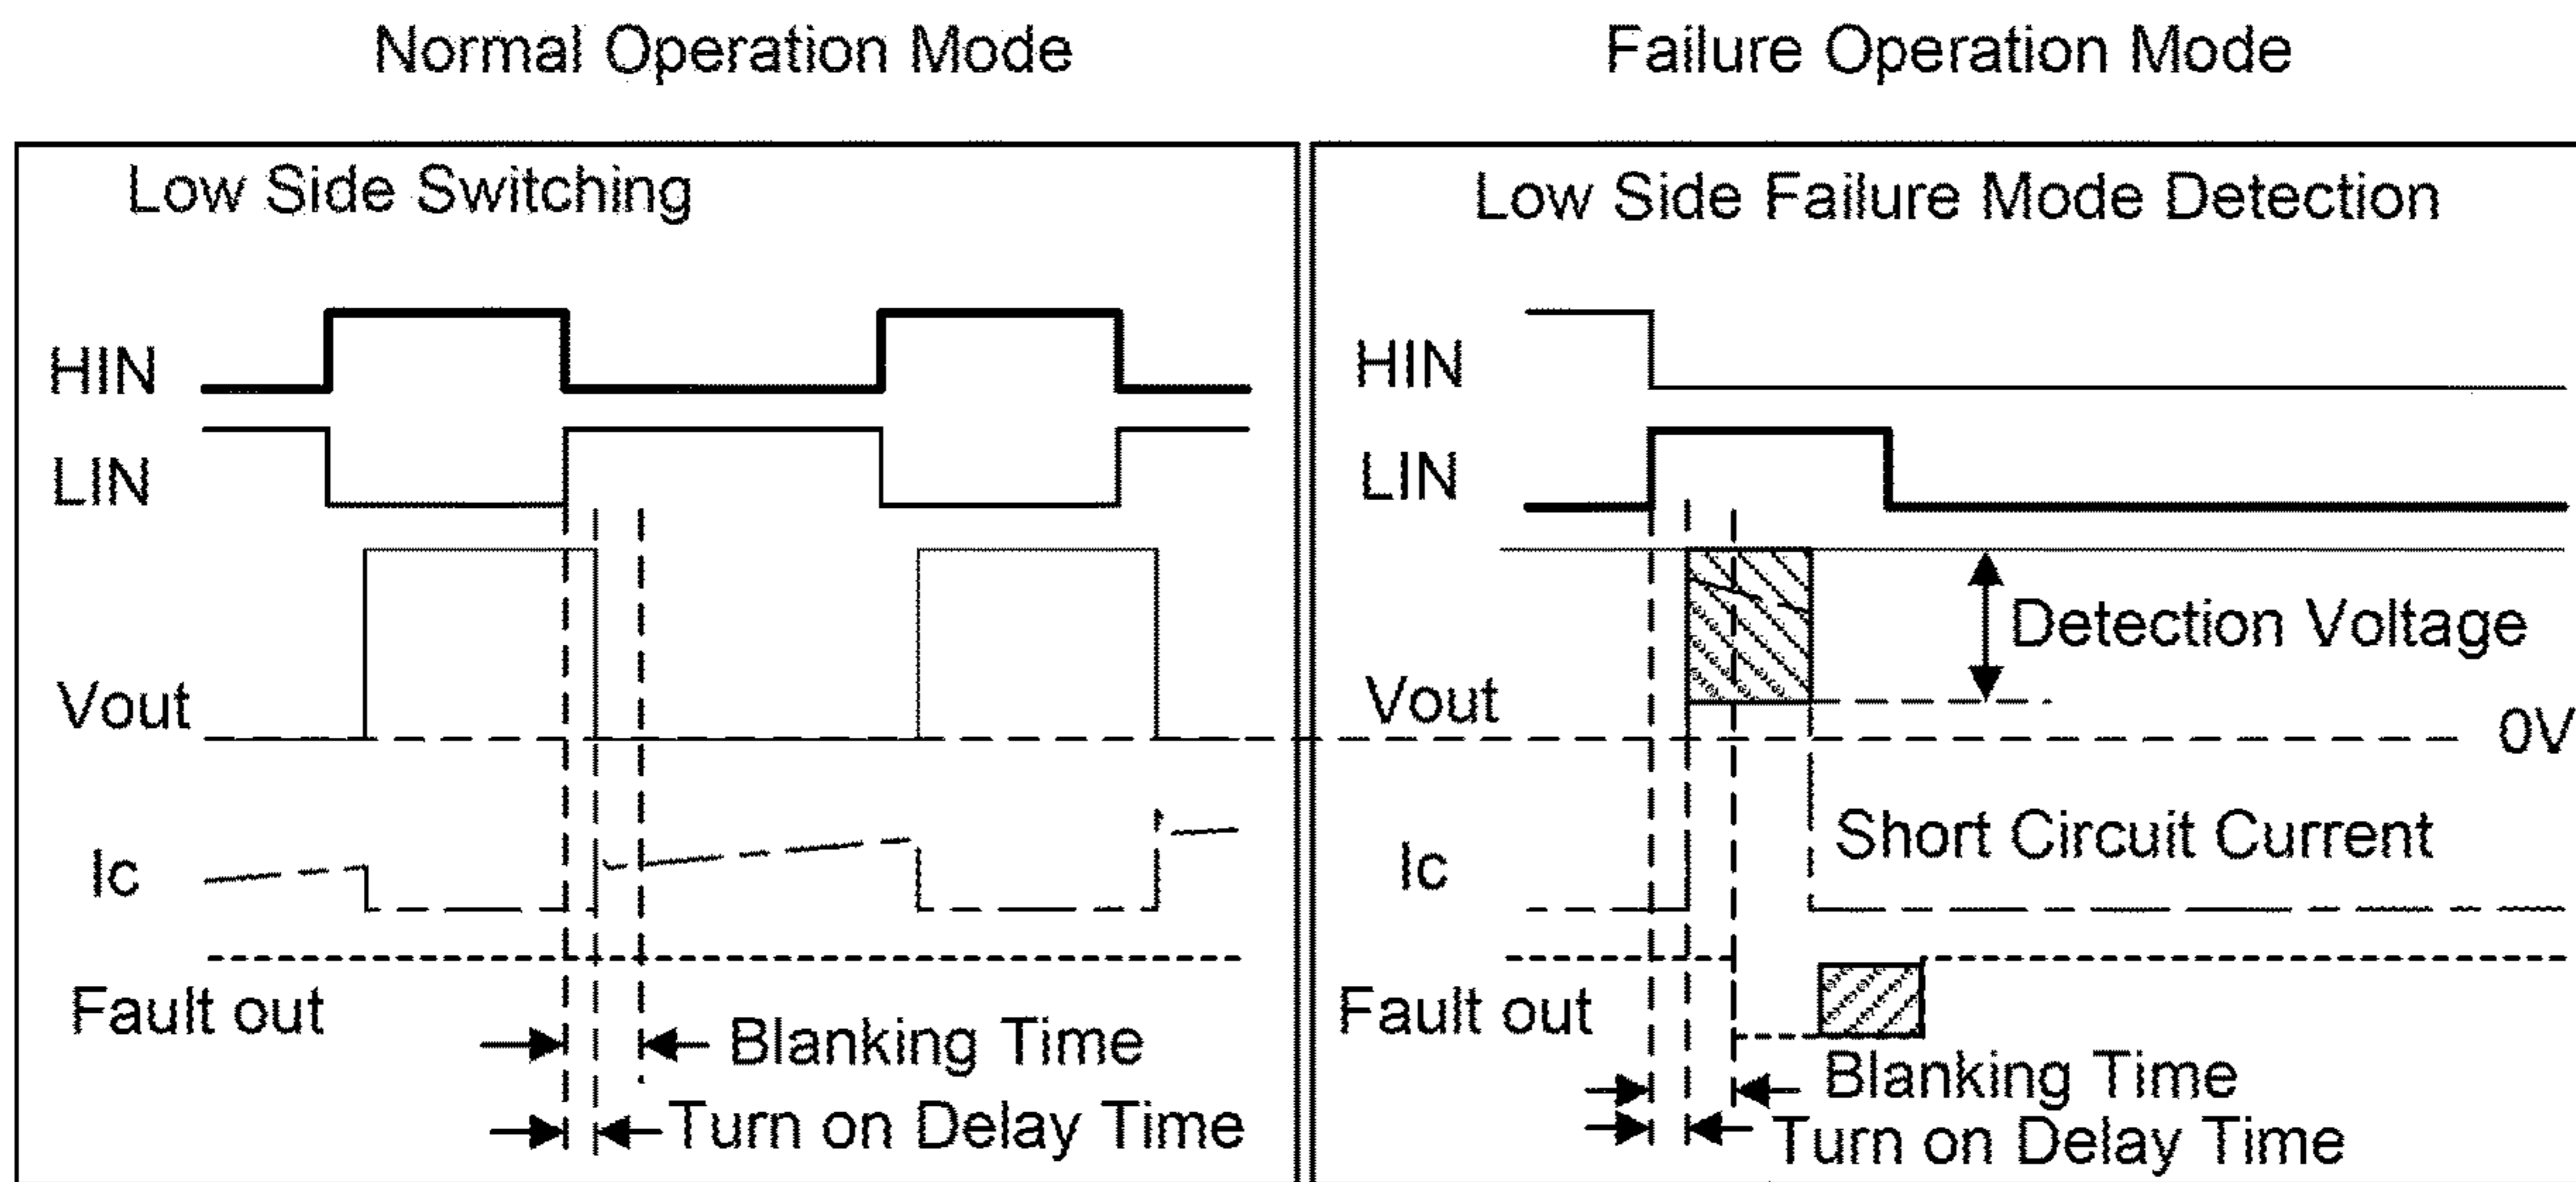 Normal Operation Mode
Low Side Switching
HIN
LIN
Vout
Ic
Fault out
Blanking Time
Turn on Delay Time
Failure Operation Mode
Low Side Failure Mode Detection
HIN
LIN
Detection Voltage
Vout
0V
Short Circuit Current
Ic
Fault out
Blanking Time
Turn on Delay Time